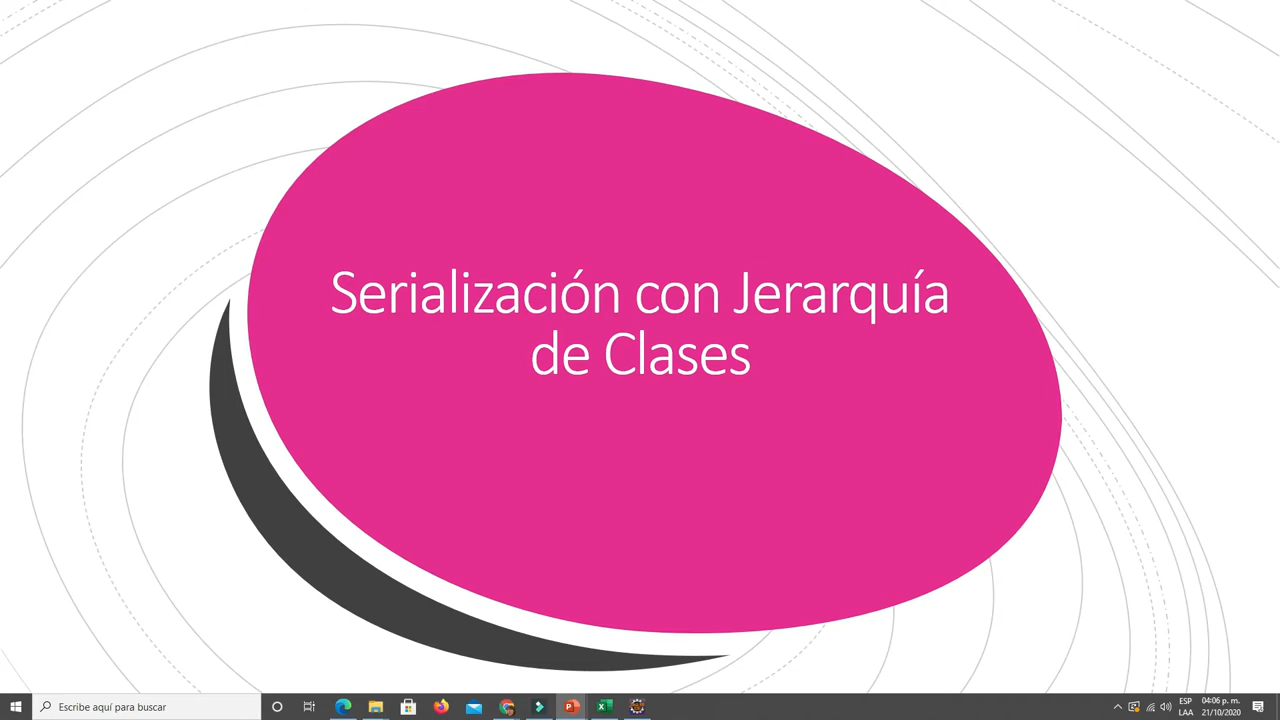 Serialización con Jerarquía
de Clases
Escribe aquí para buscar
ESP
LAA
04:06 p. m.
21/10/2020